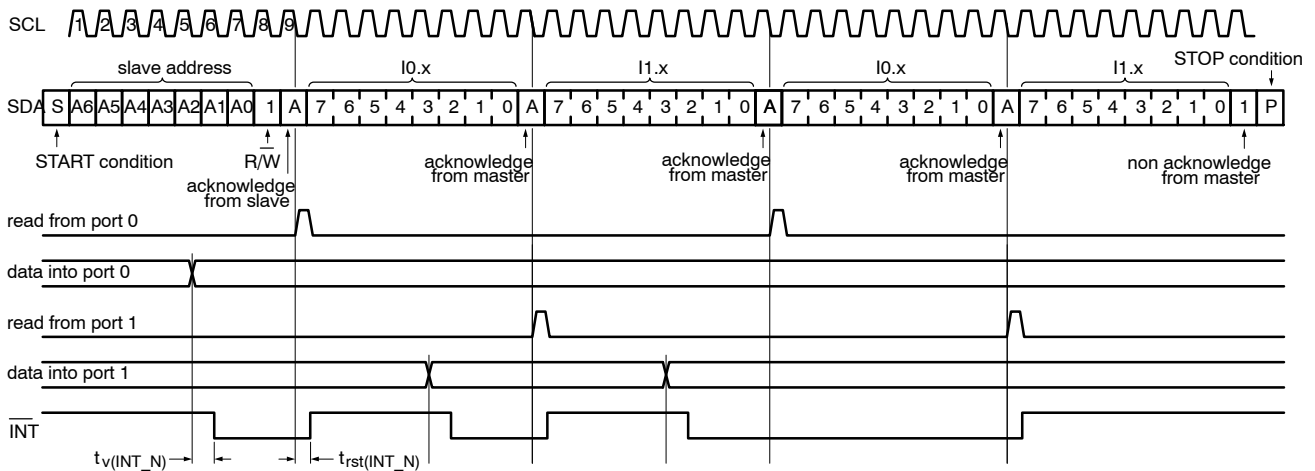 SCL 1 2 3 4 5 6 7 8 9
STOP condition
slave address I0.x I1.x I0.x I1.x
SDA S A6 A5 A4 A3 A2 A1 A0 1 A 7 6 5 4 3 2 1 0 A 7 6 5 4 3 2 1 0 A 7 6 5 4 3 2 1 0 A 7 6 5 4 3 2 1 0 1 P
START condition R/W
acknowledge from slave
acknowledge from master
acknowledge from master
acknowledge from master
non acknowledge from master
read from port 0
data into port 0
read from port 1
data into port 1
INT
tv(INT_N) trst(INT_N)